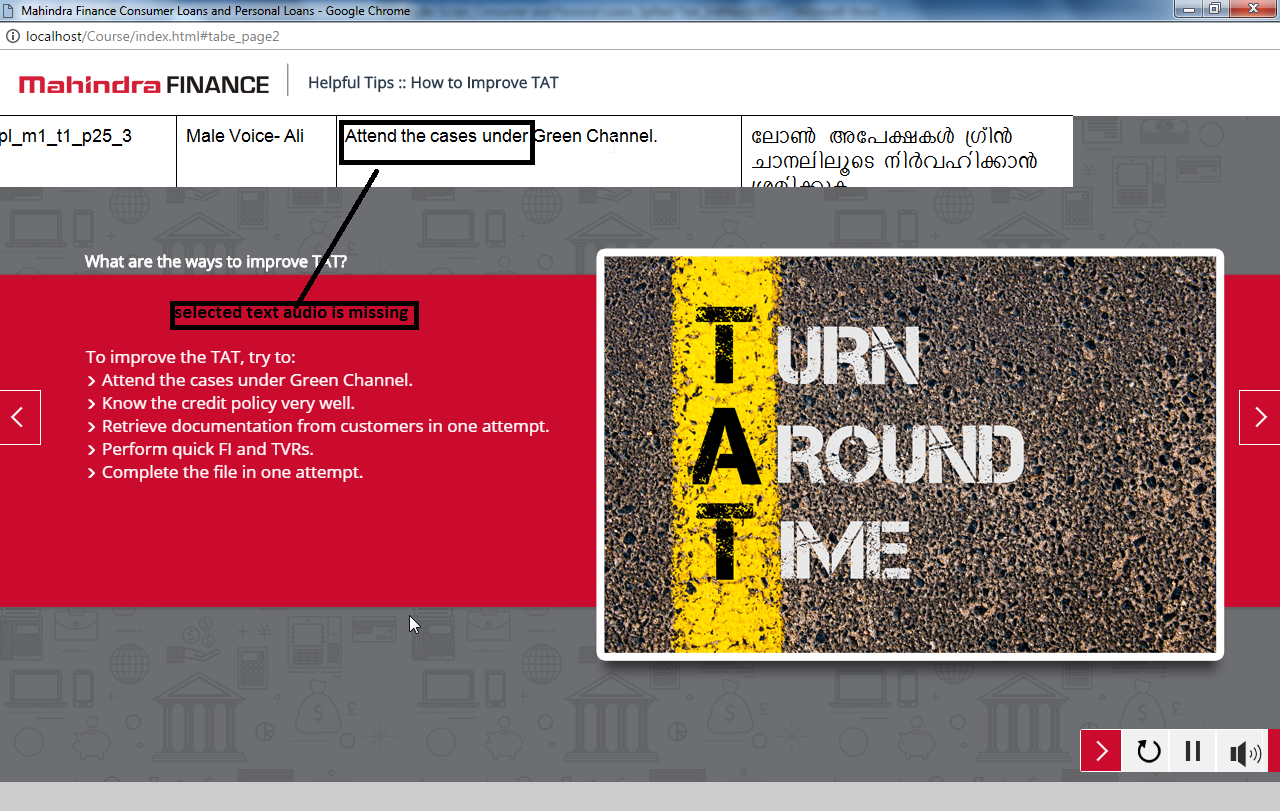 Mahindra Finance Consumer Loans and Personal Loans - Google Chrome
localhost/Course/index.html#tabe_page2
Mahindra FINANCE
Helpful Tips :: How to Improve TAT
pl_m1_t1_p25_3
Male Voice- Ali
Attend the cases under Green Channel.
ലോൺ അപേക്ഷകൾ ഗ്രീൻ
ചാനലിലൂടെ നിർവഹിക്കാൻ
ശ്രമിക്കുക
What are the ways to improve TAT?
selected text audio is missing
To improve the TAT, try to:
› Attend the cases under Green Channel.
› Know the credit policy very well.
› Retrieve documentation from customers in one attempt.
› Perform quick FI and TVRs.
› Complete the file in one attempt.
TURN
AROUND
TIME